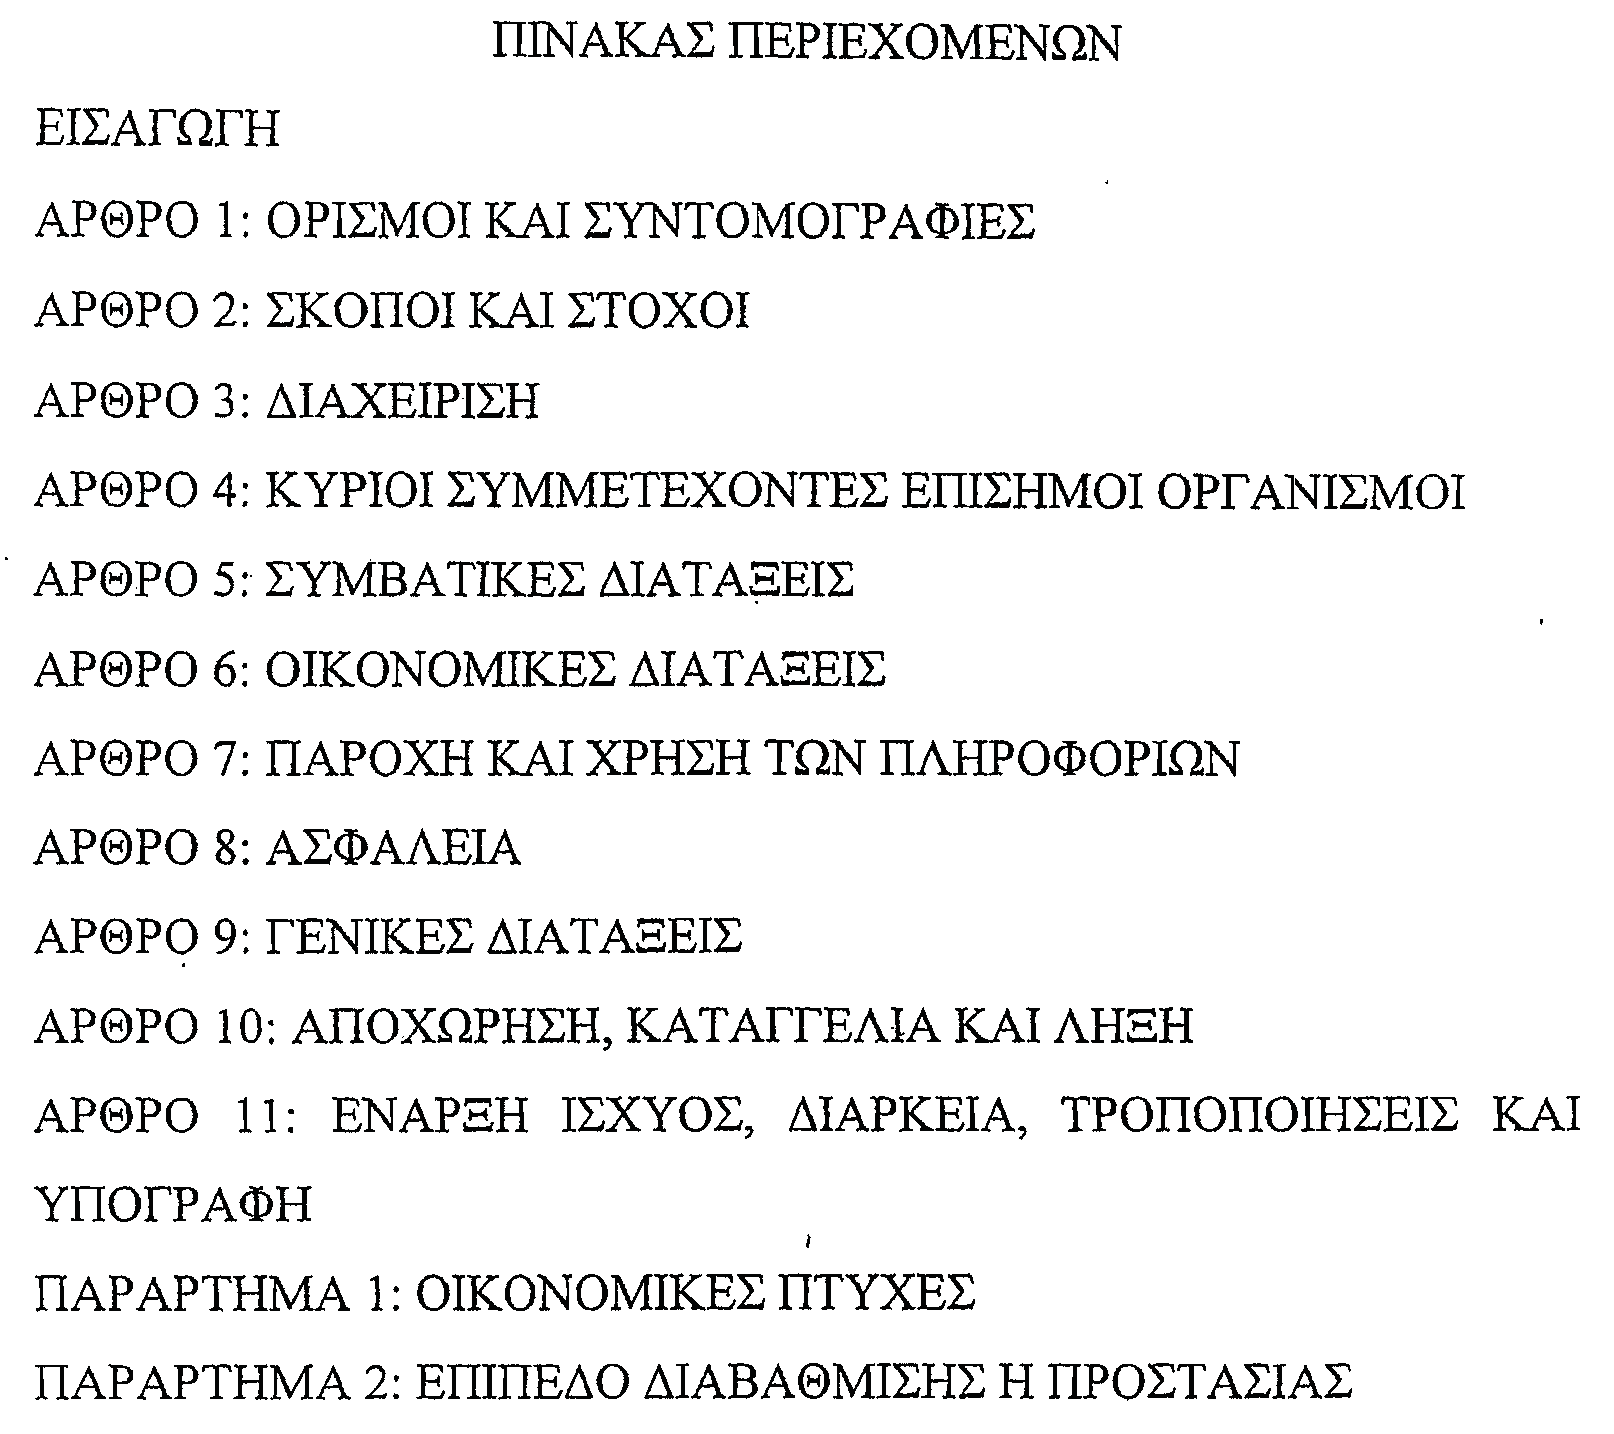 ΠΙΝΑΚΑΣ ΠΕΡΙΕΧΟΜΕΝΩΝ
ΕΙΣΑΓΩΓΗ
ΑΡΘΡΟ 1: ΟΡΙΣΜΟΙ ΚΑΙ ΣΥΝΤΟΜΟΓΡΑΦΙΕΣ
ΑΡΘΡΟ 2: ΣΚΟΠΟΙ ΚΑΙ ΣΤΟΧΟΙ
ΑΡΘΡΟ 3: ΔΙΑΧΕΙΡΙΣΗ
ΑΡΘΡΟ 4: ΚΥΡΙΟΙ ΣΥΜΜΕΤΕΧΟΝΤΕΣ ΕΠΙΣΗΜΟΙ ΟΡΓΑΝΙΣΜΟΙ
ΑΡΘΡΟ 5: ΣΥΜΒΑΤΙΚΕΣ ΔΙΑΤΑΞΕΙΣ
ΑΡΘΡΟ 6: ΟΙΚΟΝΟΜΙΚΕΣ ΔΙΑΤΑΞΕΙΣ
ΑΡΘΡΟ 7: ΠΑΡΟΧΗ ΚΑΙ ΧΡΗΣΗ ΤΩΝ ΠΛΗΡΟΦΟΡΙΩΝ
ΑΡΘΡΟ 8: ΑΣΦΑΛΕΙΑ
ΑΡΘΡΟ 9: ΓΕΝΙΚΕΣ ΔΙΑΤΑΞΕΙΣ
ΑΡΘΡΟ 10: ΑΠΟΧΩΡΗΣΗ, ΚΑΤΑΓΓΕΛΙΑ ΚΑΙ ΛΗΞΗ
ΑΡΘΡΟ 11: ΕΝΑΡΞΗ ΙΣΧΥΟΣ, ΔΙΑΡΚΕΙΑ, ΤΡΟΠΟΠΟΙΗΣΕΙΣ ΚΑΙ
ΥΠΟΓΡΑΦΗ
ΠΑΡΑΡΤΗΜΑ 1: ΟΙΚΟΝΟΜΙΚΕΣ ΠΤΥΧΕΣ
ΠΑΡΑΡΤΗΜΑ 2: ΕΠΙΠΕΔΟ ΔΙΑΒΑΘΜΙΣΗΣ Η ΠΡΟΣΤΑΣΙΑΣ